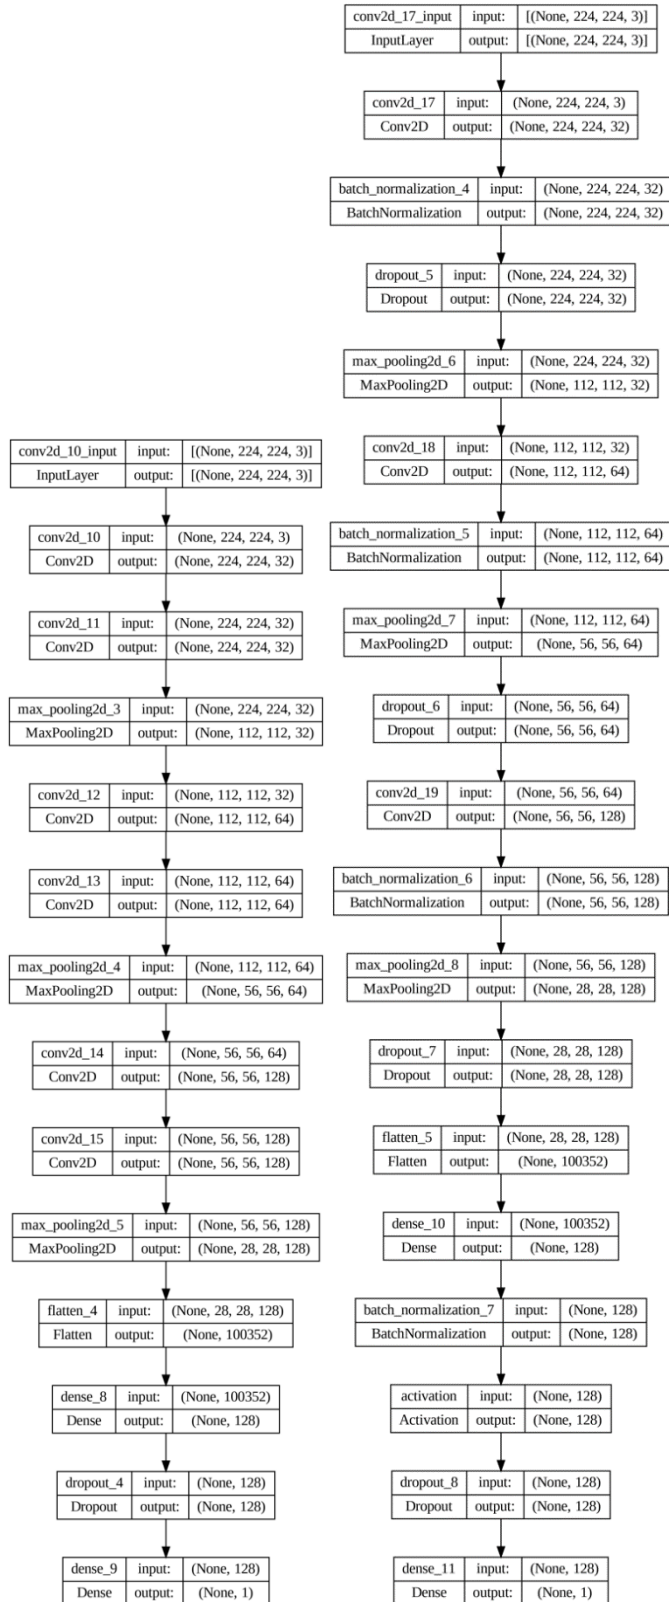 conv2d_10_input input: [(None, 224, 224, 3)]
InputLayer output: [(None, 224, 224, 3)]
conv2d_10 input: (None, 224, 224, 3)
Conv2D output: (None, 224, 224, 32)
conv2d_11 input: (None, 224, 224, 32)
Conv2D output: (None, 224, 224, 32)
max_pooling2d_3 input: (None, 224, 224, 32)
MaxPooling2D output: (None, 112, 112, 32)
conv2d_12 input: (None, 112, 112, 32)
Conv2D output: (None, 112, 112, 64)
conv2d_13 input: (None, 112, 112, 64)
Conv2D output: (None, 112, 112, 64)
max_pooling2d_4 input: (None, 112, 112, 64)
MaxPooling2D output: (None, 56, 56, 64)
conv2d_14 input: (None, 56, 56, 64)
Conv2D output: (None, 56, 56, 128)
conv2d_15 input: (None, 56, 56, 128)
Conv2D output: (None, 56, 56, 128)
max_pooling2d_5 input: (None, 56, 56, 128)
MaxPooling2D output: (None, 28, 28, 128)
flatten_4 input: (None, 28, 28, 128)
Flatten output: (None, 100352)
dense_8 input: (None, 100352)
Dense output: (None, 128)
dropout_4 input: (None, 128)
Dropout output: (None, 128)
dense_9 input: (None, 128)
Dense output: (None, 1)
conv2d_17_input input: [(None, 224, 224, 3)]
InputLayer output: [(None, 224, 224, 3)]
conv2d_17 input: (None, 224, 224, 3)
Conv2D output: (None, 224, 224, 32)
batch_normalization_4 input: (None, 224, 224, 32)
BatchNormalization output: (None, 224, 224, 32)
dropout_5 input: (None, 224, 224, 32)
Dropout output: (None, 224, 224, 32)
max_pooling2d_6 input: (None, 224, 224, 32)
MaxPooling2D output: (None, 112, 112, 32)
conv2d_18 input: (None, 112, 112, 32)
Conv2D output: (None, 112, 112, 64)
batch_normalization_5 input: (None, 112, 112, 64)
BatchNormalization output: (None, 112, 112, 64)
max_pooling2d_7 input: (None, 112, 112, 64)
MaxPooling2D output: (None, 56, 56, 64)
dropout_6 input: (None, 56, 56, 64)
Dropout output: (None, 56, 56, 64)
conv2d_19 input: (None, 56, 56, 64)
Conv2D output: (None, 56, 56, 128)
batch_normalization_6 input: (None, 56, 56, 128)
BatchNormalization output: (None, 56, 56, 128)
max_pooling2d_8 input: (None, 56, 56, 128)
MaxPooling2D output: (None, 28, 28, 128)
dropout_7 input: (None, 28, 28, 128)
Dropout output: (None, 28, 28, 128)
flatten_5 input: (None, 28, 28, 128)
Flatten output: (None, 100352)
dense_10 input: (None, 100352)
Dense output: (None, 128)
batch_normalization_7 input: (None, 128)
BatchNormalization output: (None, 128)
activation input: (None, 128)
Activation output: (None, 128)
dropout_8 input: (None, 128)
Dropout output: (None, 128)
dense_11 input: (None, 128)
Dense output: (None, 1)